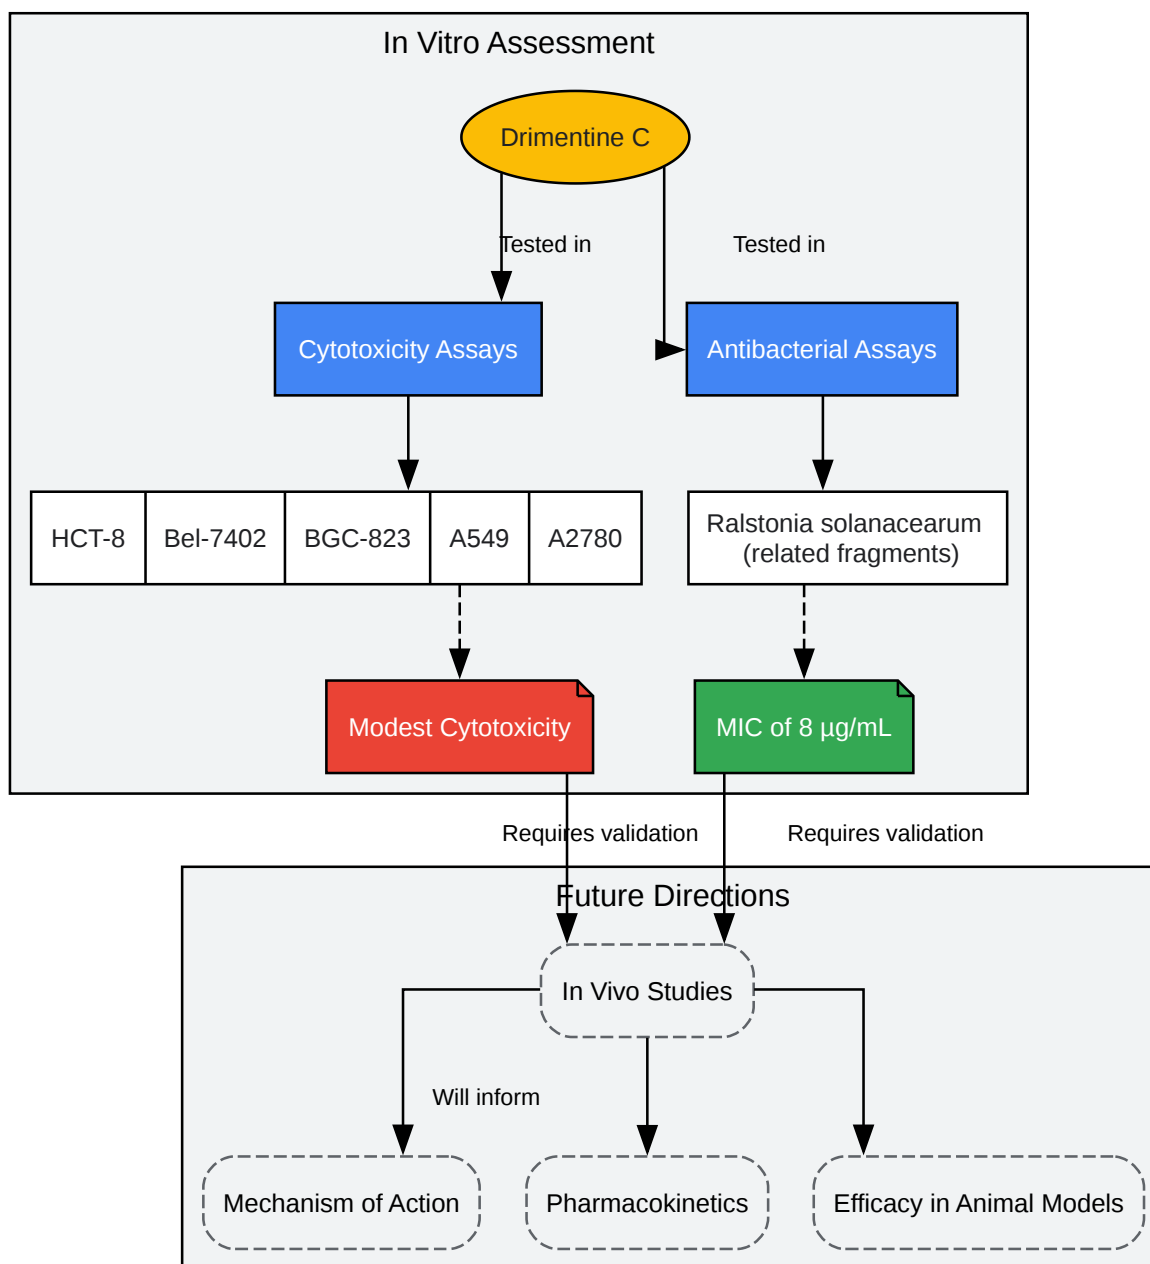 In Vitro Assessment
Drimentine C
Tested in
Tested in
Cytotoxicity Assays
Antibacterial Assays
HCT-8
Bel-7402
BGC-823
A549
A2780
Ralstonia solanacearum
(related fragments)
Modest Cytotoxicity
MIC of 8 µg/mL
Requires validation
Requires validation
Future Directions
In Vivo Studies
Will inform
Mechanism of Action
Pharmacokinetics
Efficacy in Animal Models